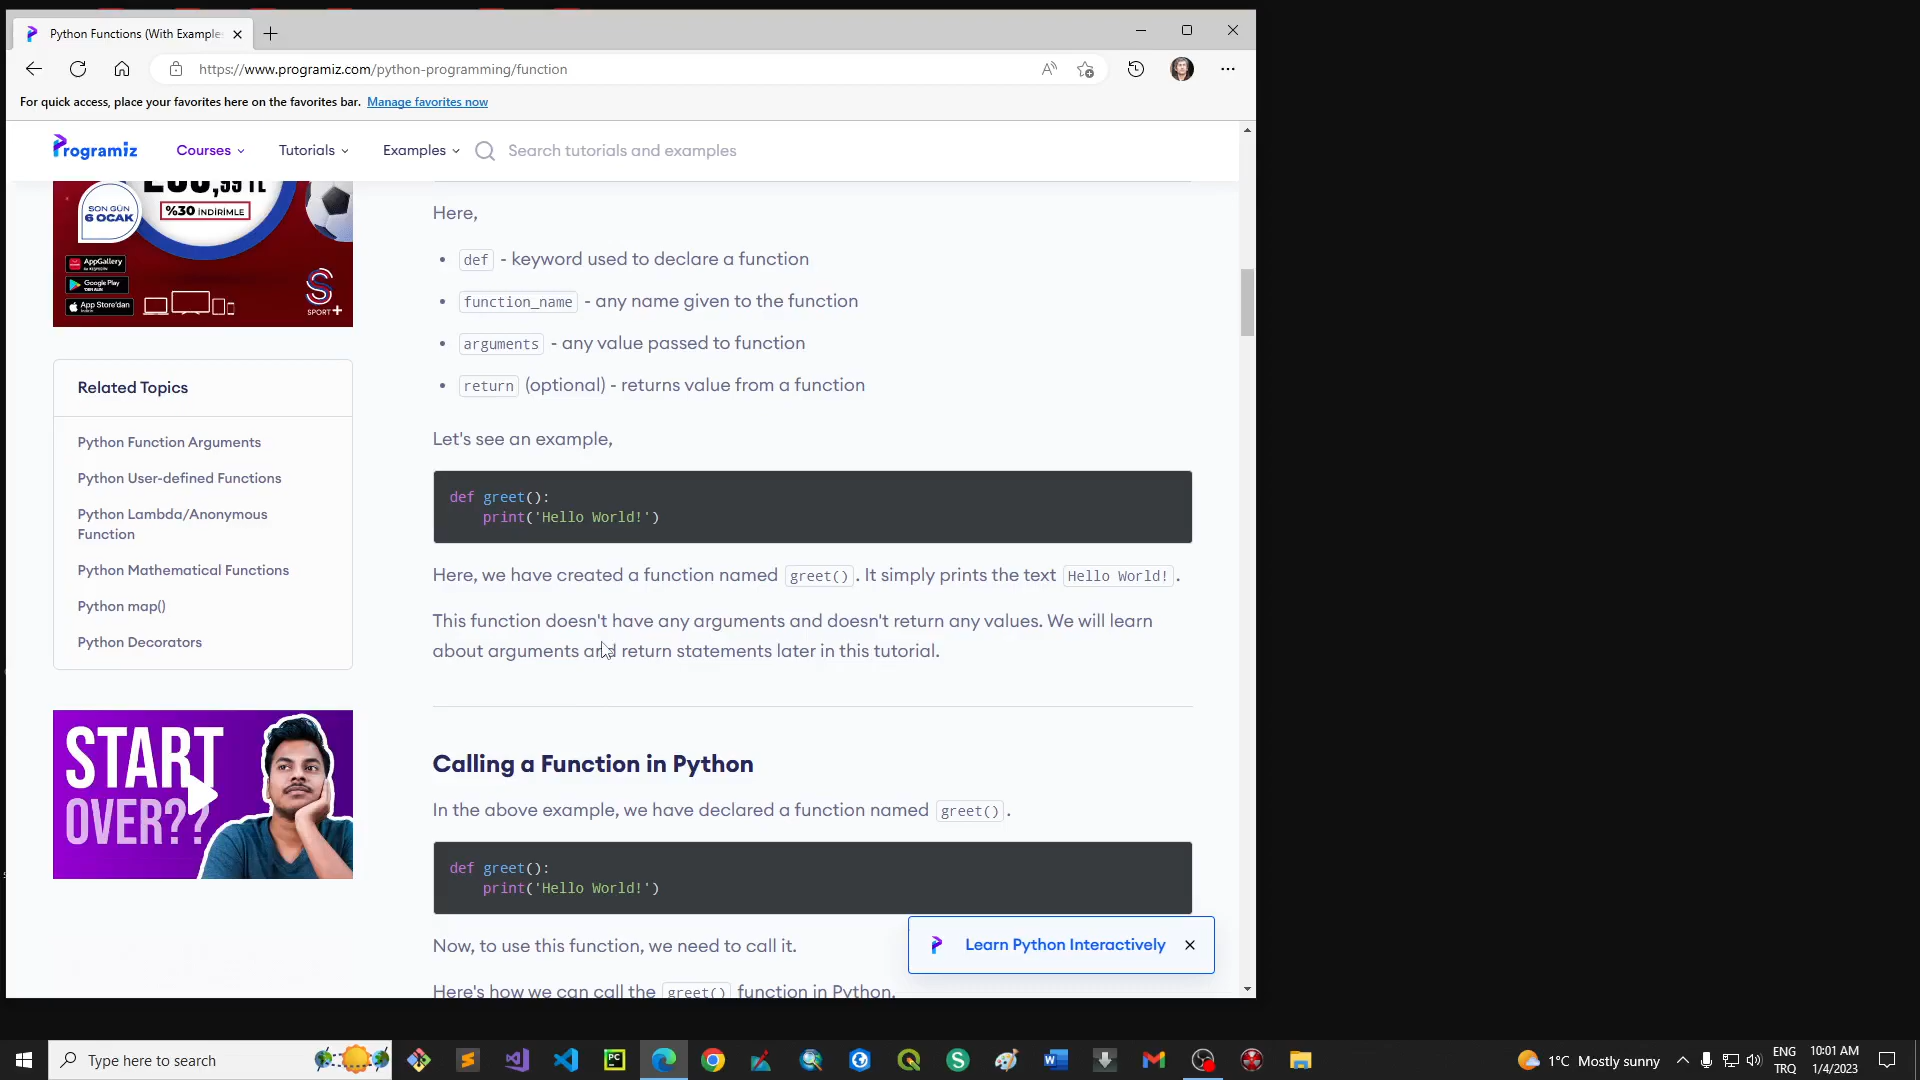 Python Functions (With Example
https://www.programiz.com/python-programming/function
For quick access, place your favorites here on the favorites bar. Manage favorites now
Programiz
Courses
Tutorials
Examples
Search tutorials and examples
SON GÜN
6 OCAK
%30 İNDİRİMLE
AppGallery
Google Play
App Store'dan
S
SPORT+
Related Topics
Python Function Arguments
Python User-defined Functions
Python Lambda/Anonymous
Function
Python Mathematical Functions
Python map()
Python Decorators
START
OVER??
Here,
• def - keyword used to declare a function
• function_name - any name given to the function
• arguments - any value passed to function
• return (optional) - returns value from a function
Let's see an example,
def greet():
    print('Hello World!')
Here, we have created a function named greet(). It simply prints the text Hello World!.
This function doesn't have any arguments and doesn't return any values. We will learn
about arguments and return statements later in this tutorial.
Calling a Function in Python
In the above example, we have declared a function named greet().
def greet():
    print('Hello World!')
Now, to use this function, we need to call it.
Here's how we can call the greet() function in Python.
Learn Python Interactively
Type here to search
PC
S
W
1°C Mostly sunny
ENG
TRQ
10:01 AM
1/4/2023